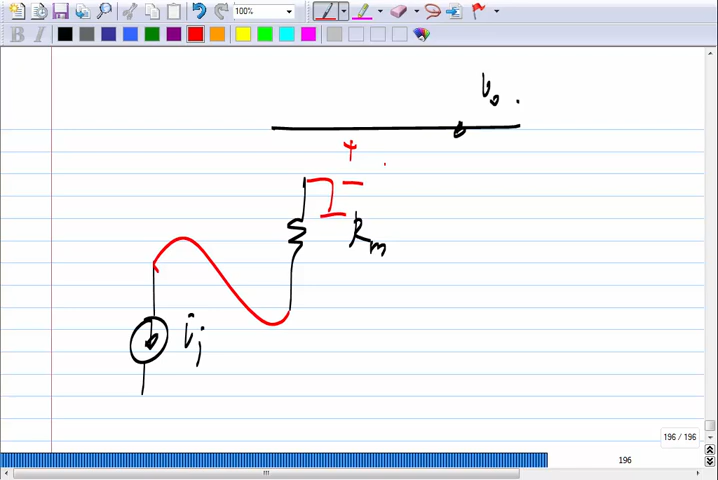 100%
B I
V₀ .
+
−
Rₘ
iⱼ
196 / 196
196